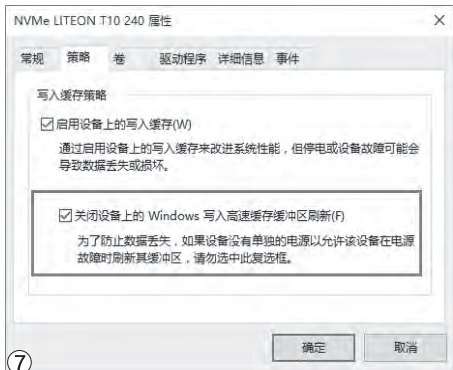 NVMe LITEON T10 240 属性
常规 策略 卷 驱动程序 详细信息 事件
写入缓存策略
启用设备上的写入缓存(W)
通过启用设备上的写入缓存来改进系统性能，但停电或设备故障可能会
导致数据丢失或损坏。
关闭设备上的 Windows 写入高速缓存缓冲区刷新(F)
为了防止数据丢失，如果设备没有单独的电源以允许该设备在电源
故障时刷新其缓冲区，请勿选中此复选框。
确定 取消
⑦